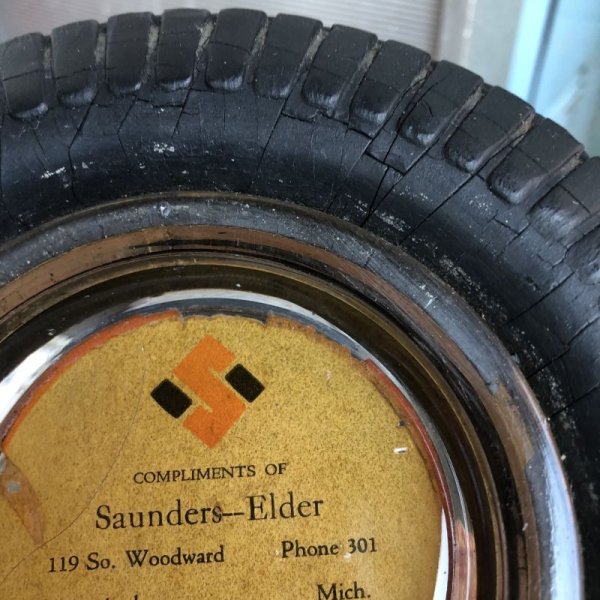 COMPLIMENTS OF
Saunders—Elder
119 So. Woodward Phone 301
Mich.